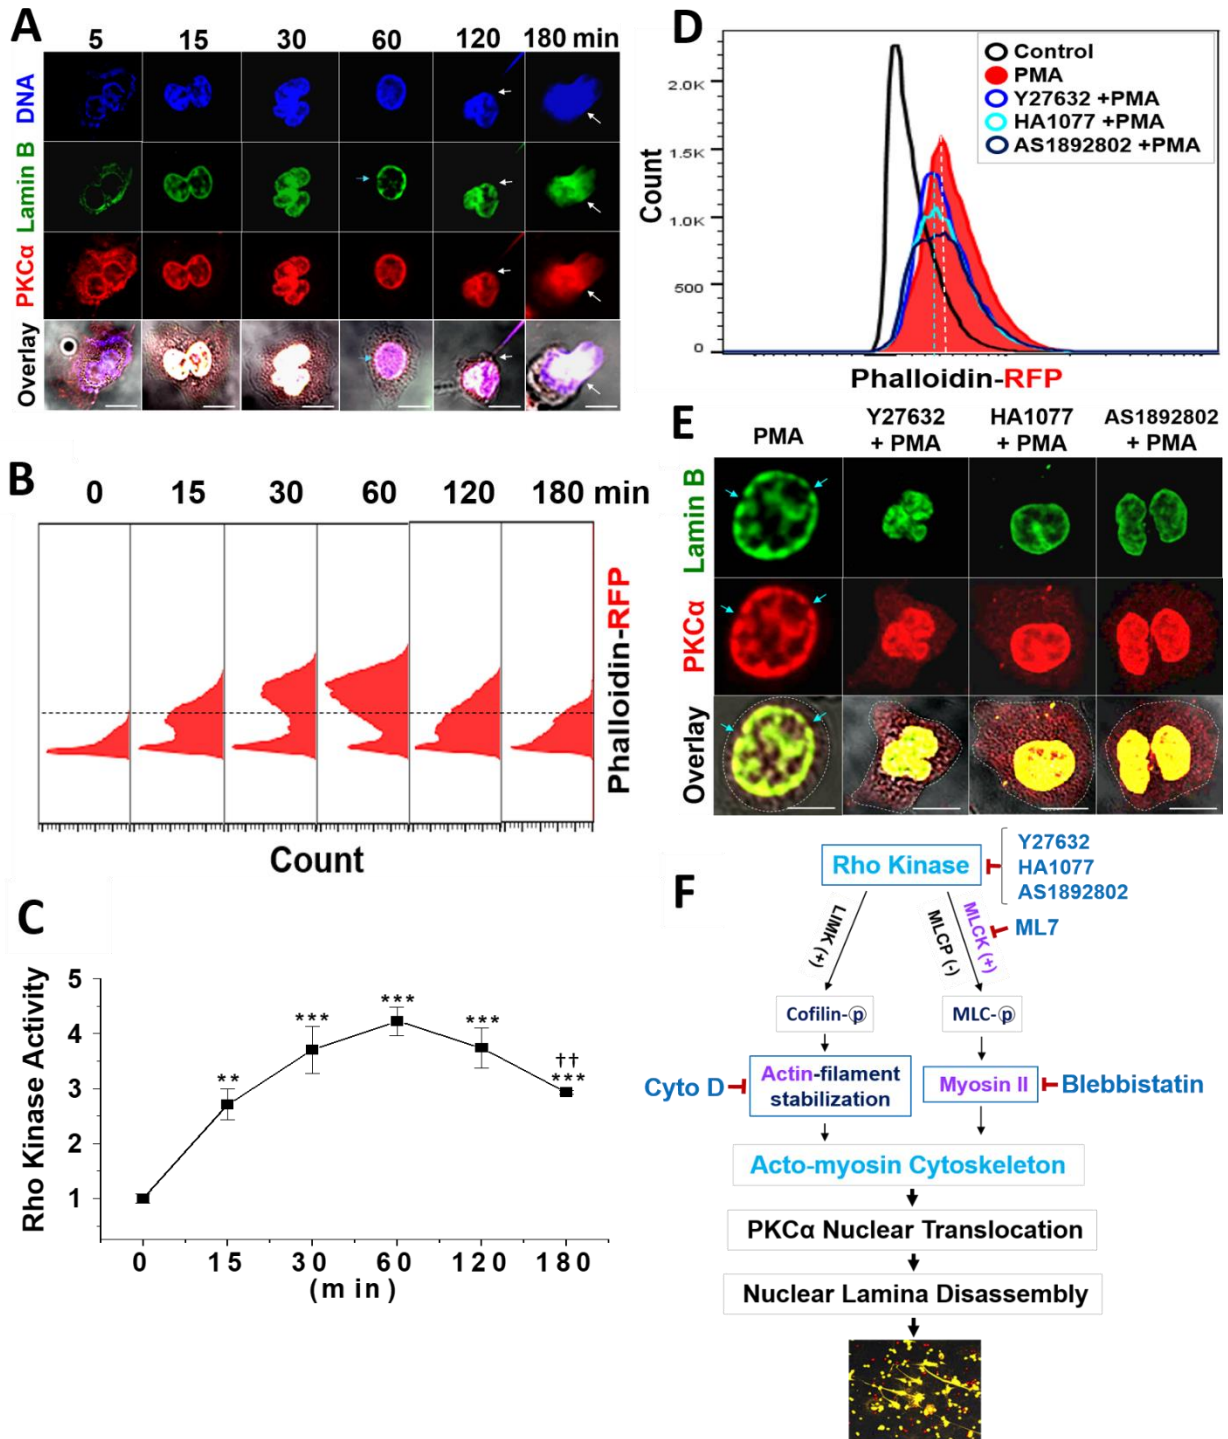 A
5 15 30 60 120 180 min
DNA
Lamin B
PKCα
Overlay
B
0 15 30 60 120 180 min
Phalloidin-RFP
Count
C
Rho Kinase Activity
5
4
3
2
1
** *** *** *** †† ***
0 15 30 60 120 180
(min)
D
Count
2.0K
1.5K
1.0K
500
0
Control
PMA
Y27632 +PMA
HA1077 +PMA
AS1892802 +PMA
Phalloidin-RFP
E
PMA
Y27632
+ PMA
HA1077
+ PMA
AS1892802
+ PMA
Lamin B
PKCα
Overlay
F
Rho Kinase
Y27632
HA1077
AS1892802
LIMK (+)
MLCP (-)
MLCK (+)
ML7
Cofilin-p
MLC-p
Cyto D
Actin-filament
stabilization
Myosin II
Blebbistatin
Acto-myosin Cytoskeleton
PKCα Nuclear Translocation
Nuclear Lamina Disassembly